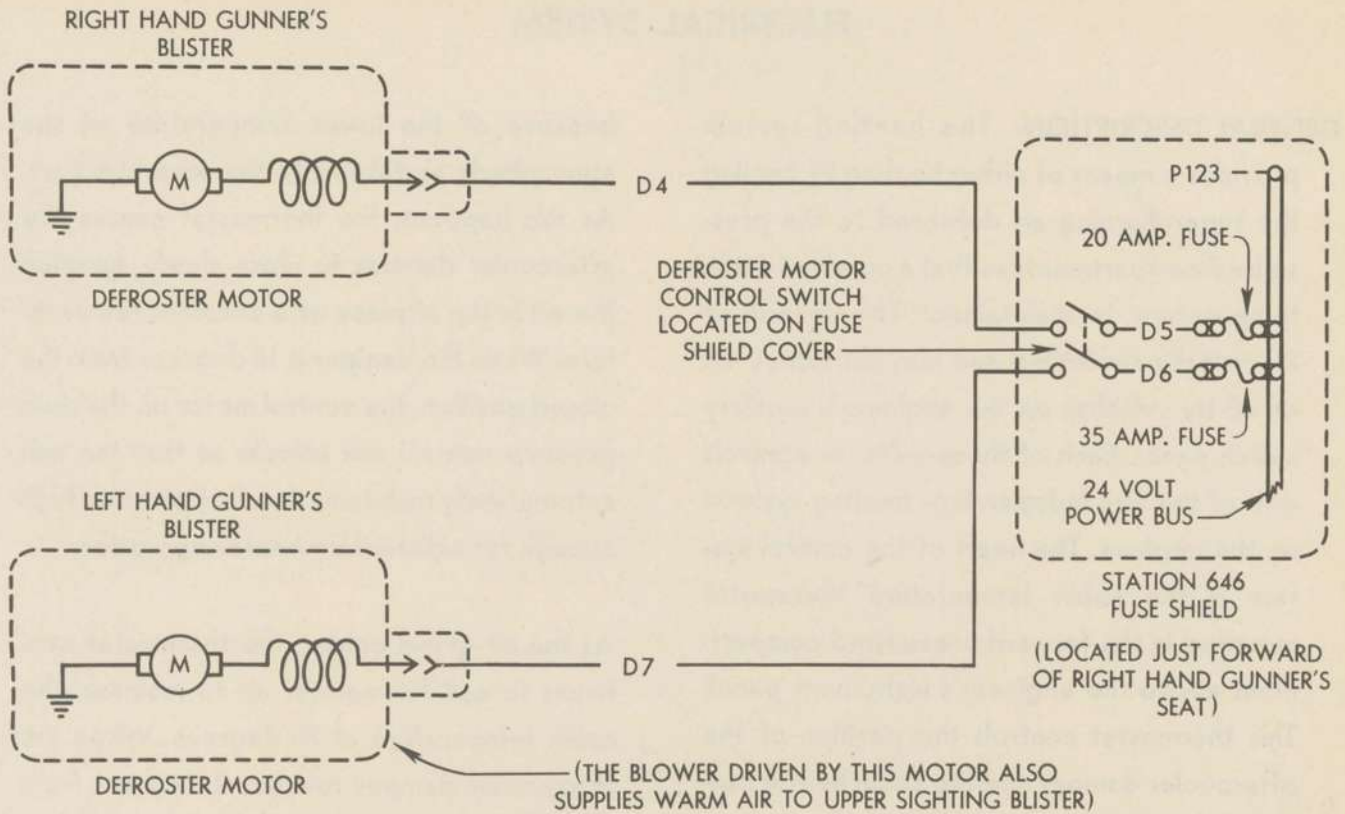 RIGHT HAND GUNNER'S
BLISTER
M
DEFROSTER MOTOR
D4
DEFROSTER MOTOR
CONTROL SWITCH
LOCATED ON FUSE
SHIELD COVER
P123
20 AMP. FUSE
D5
D6
35 AMP. FUSE
24 VOLT
POWER BUS
STATION 646
FUSE SHIELD
(LOCATED JUST FORWARD
OF RIGHT HAND GUNNER'S
SEAT)
LEFT HAND GUNNER'S
BLISTER
M
D7
DEFROSTER MOTOR
(THE BLOWER DRIVEN BY THIS MOTOR ALSO
SUPPLIES WARM AIR TO UPPER SIGHTING BLISTER)